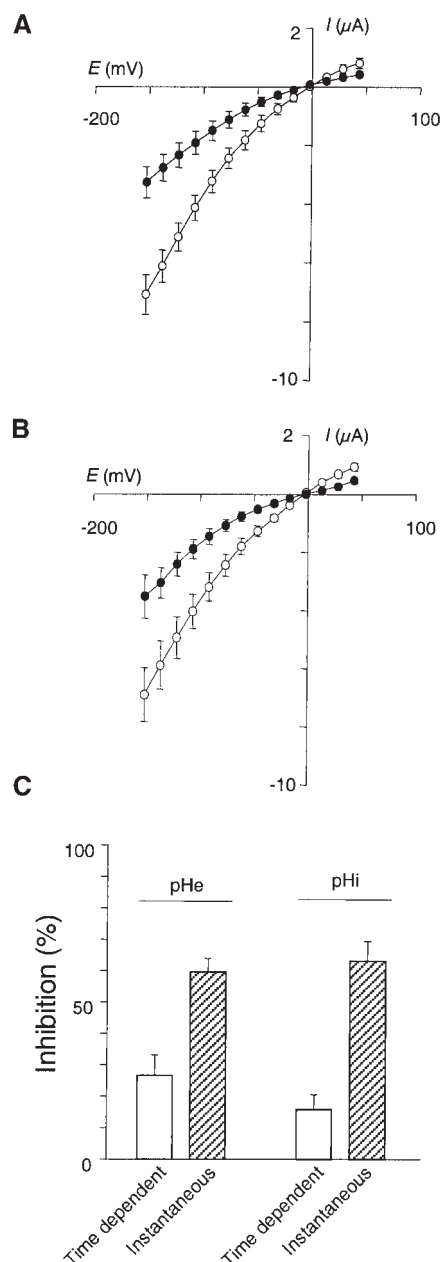 A
2 I (µA)
E (mV)
-200 100
-10
B
2 I (µA)
E (mV)
-200 100
-10
C
100
pHe pHi
Inhibition (%)
50
0
Time dependent
Instantaneous
Time dependent
Instantaneous